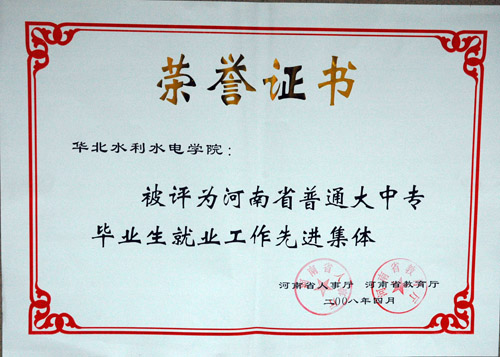 荣誉证书
华北水利水电学院：
被评为河南省普通大中专
毕业生就业工作先进集体
河南省人事厅 河南省教育厅
二00八年四月